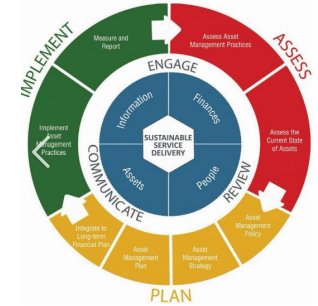 IMPLEMENT
Measure and
Report
Assess Asset
Management Practices
ASSESS
ENGAGE
Information
Finances
Implement
Asset
Management
Practices
SUSTAINABLE
SERVICE
DELIVERY
Assess the
Current State
of Assets
COMMUNICATE
Assets
People
REVIEW
Integrate to
Long-term
Financial Plan
Asset
Management
Plan
Asset
Management
Strategy
Asset
Management
Policy
PLAN